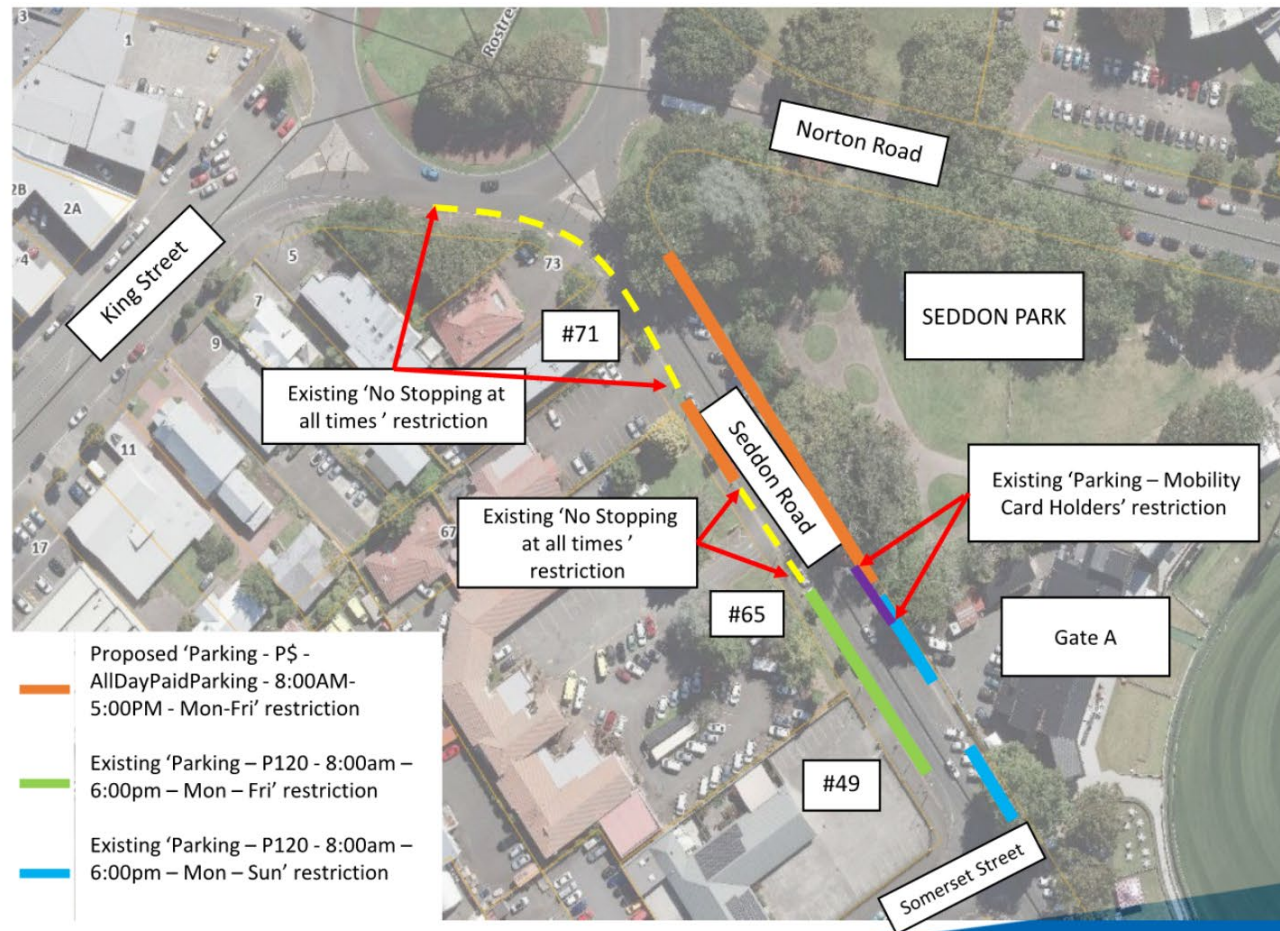 3
1
Rostre
Norton Road
2B
2A
4
King Street
5
73
7
9
#71
SEDDON PARK
Existing ‘No Stopping at
all times ’ restriction
Seddon Road
11
Existing ‘Parking – Mobility
Card Holders’ restriction
Existing ‘No Stopping
at all times ’
restriction
67
17
#65
Gate A
Proposed ‘Parking - P$ -
AllDayPaidParking - 8:00AM-
5:00PM - Mon-Fri’ restriction
Existing ‘Parking – P120 - 8:00am –
6:00pm – Mon – Fri’ restriction
#49
Existing ‘Parking – P120 - 8:00am –
6:00pm – Mon – Sun’ restriction
Somerset Street